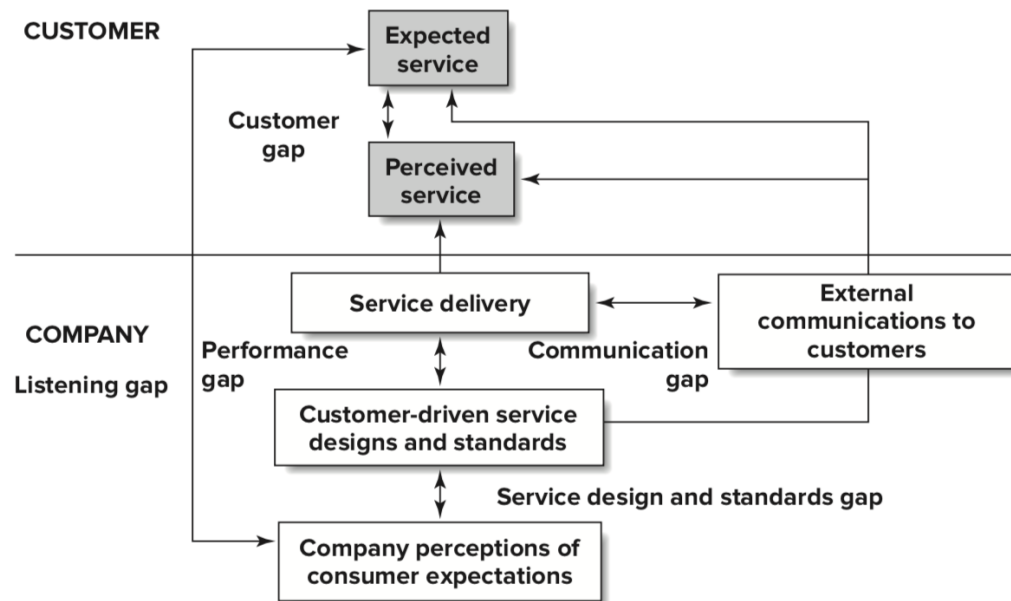 CUSTOMER
Expected
service
Customer
gap
Perceived
service
Service delivery
External
communications to
customers
COMPANY
Listening gap
Performance
gap
Communication
gap
Customer-driven service
designs and standards
Service design and standards gap
Company perceptions of
consumer expectations